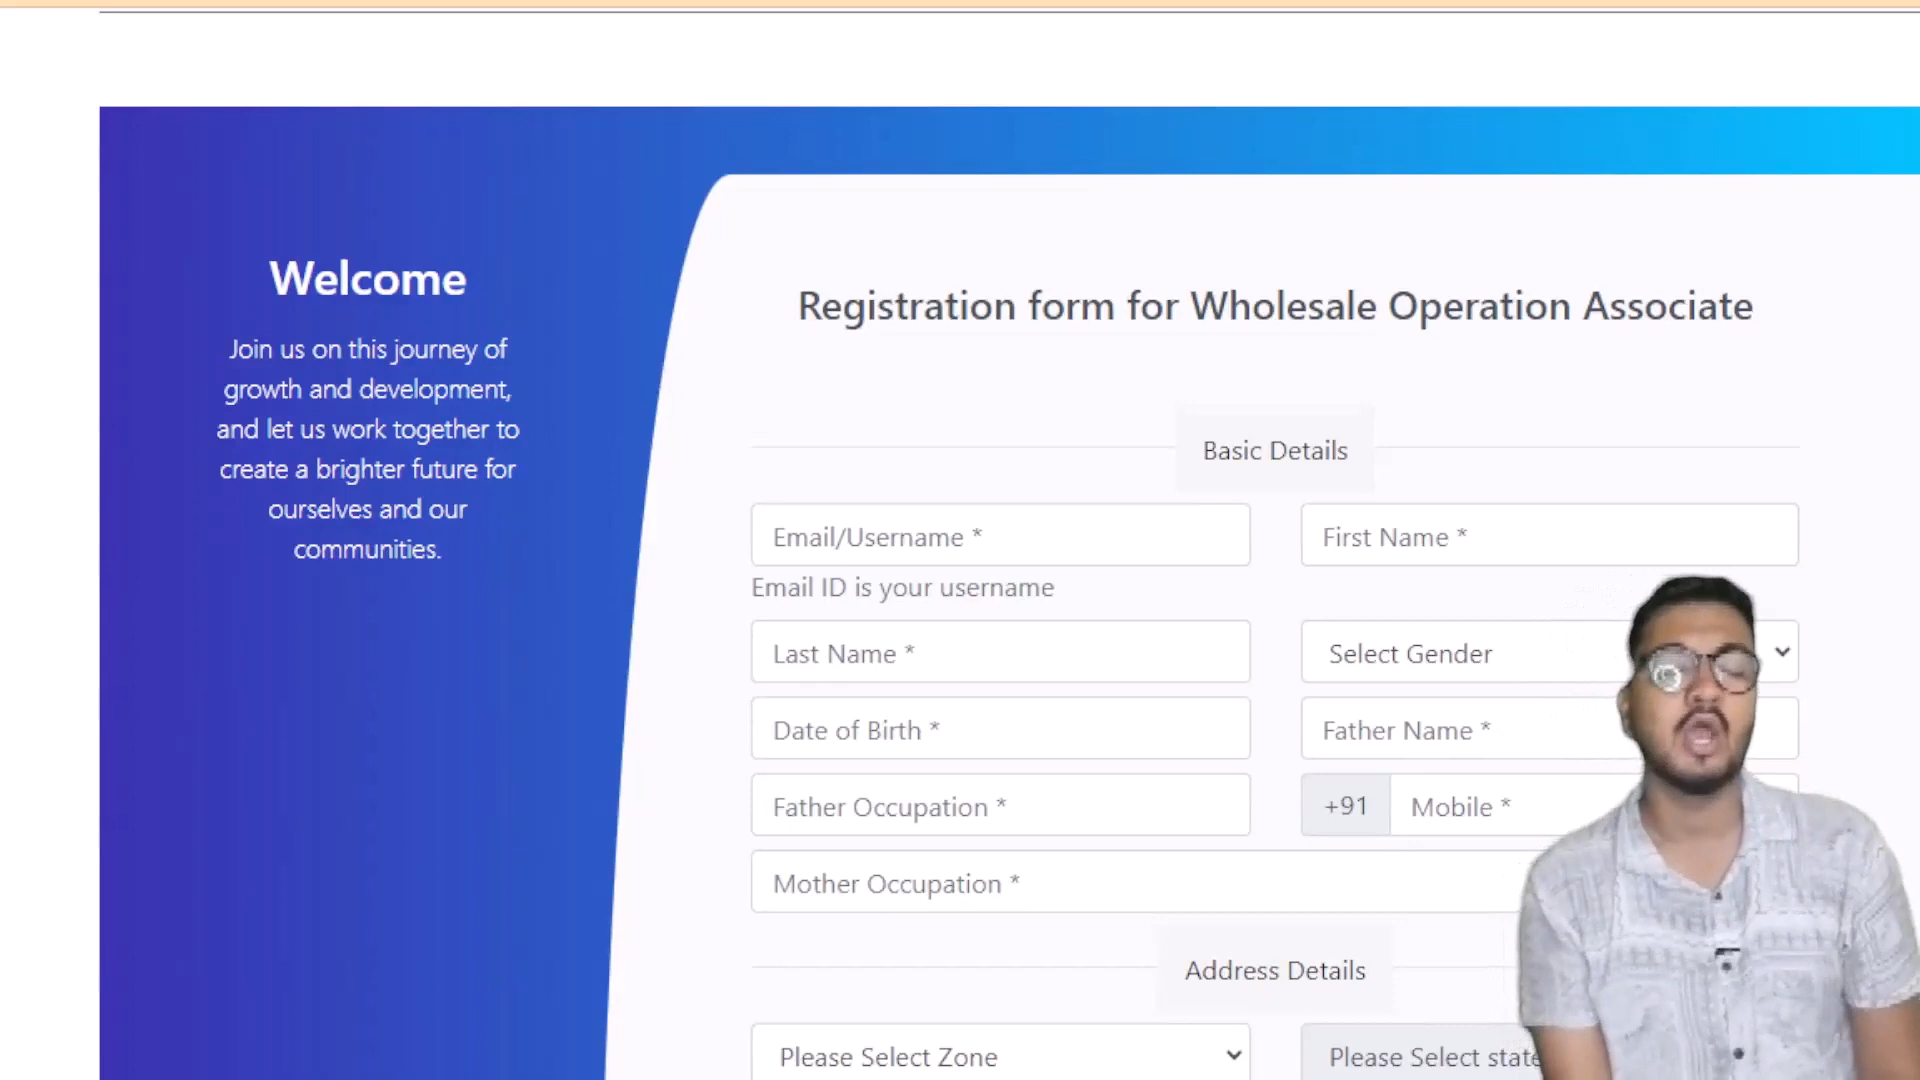 Welcome
Join us on this journey of
growth and development,
and let us work together to
create a brighter future for
ourselves and our
communities.
Registration form for Wholesale Operation Associate
Basic Details
Email/Username *
First Name *
Email ID is your username
Last Name *
Select Gender
Date of Birth *
Father Name *
Father Occupation *
+91
Mobile *
Mother Occupation *
Address Details
Please Select Zone
Please Select state